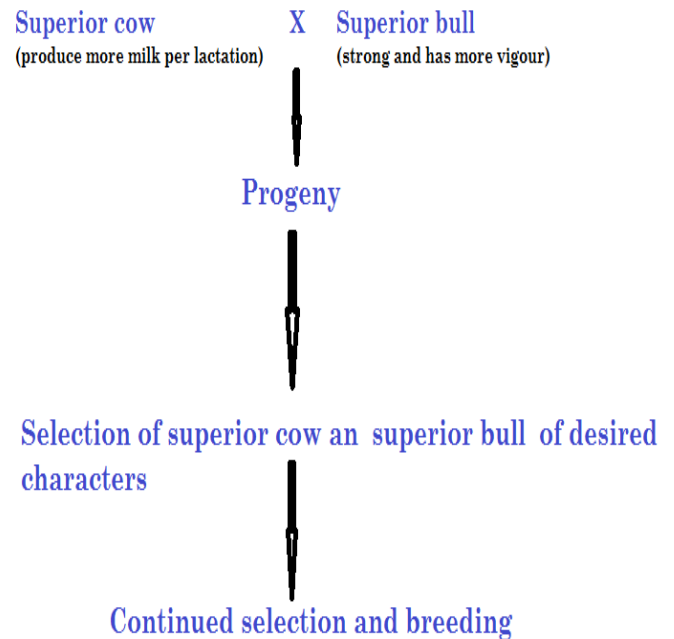 Superior cow X Superior bull
(produce more milk per lactation) (strong and has more vigour)
Progeny
Selection of superior cow an superior bull of desired
characters
Continued selection and breeding